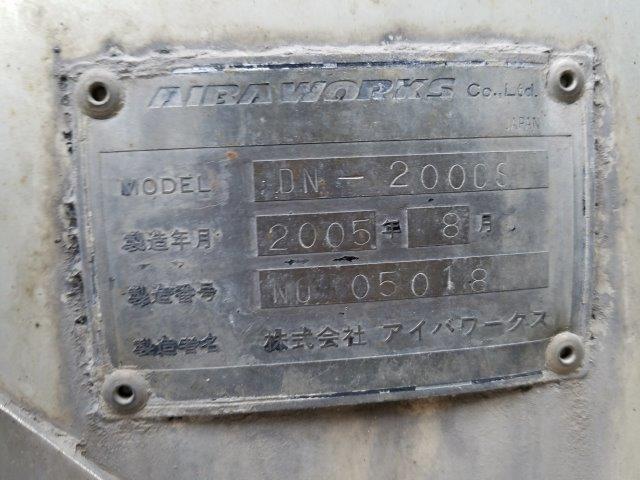 AIBA WORKS Co.,Ltd.
JAPAN
MODEL DN-2000S
製造年月 2005年 8月
製造番号 NO 05018
製造者名 株式会社 アイバワークス